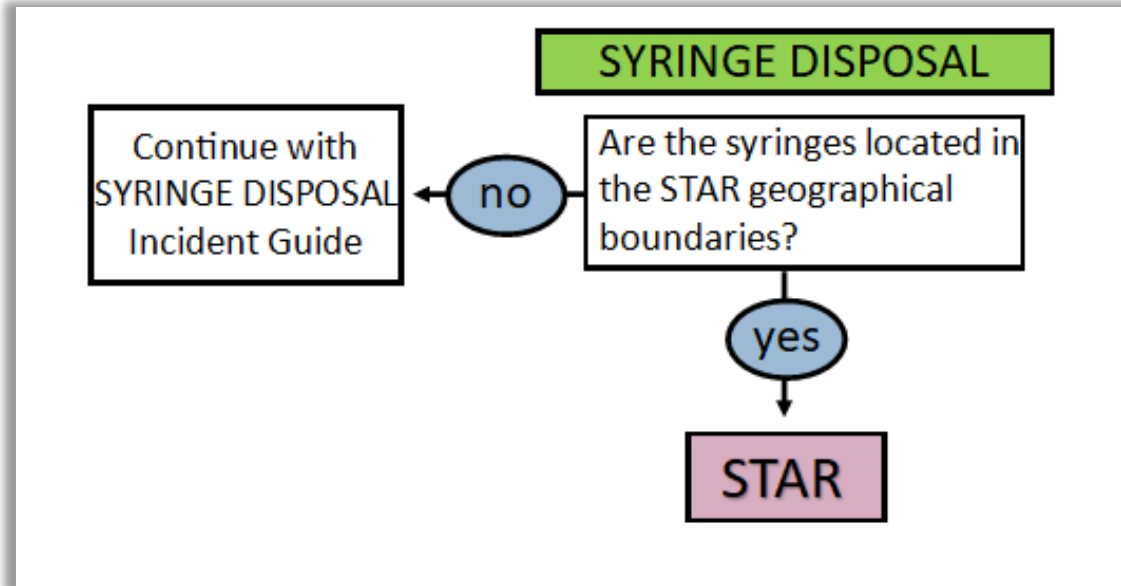 SYRINGE DISPOSAL
Are the syringes located in
the STAR geographical
boundaries?
no
Continue with
SYRINGE DISPOSAL
Incident Guide
yes
STAR